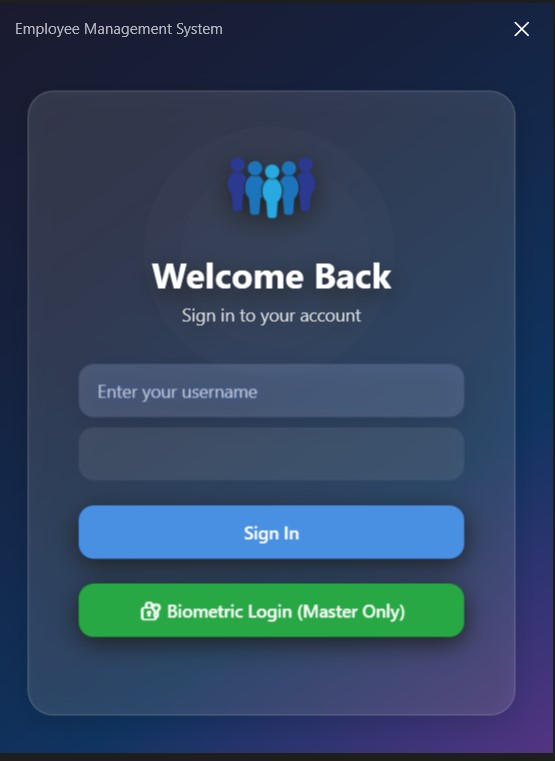 Employee Management System
Welcome Back
Sign in to your account
Enter your username
Sign In
Biometric Login (Master Only)